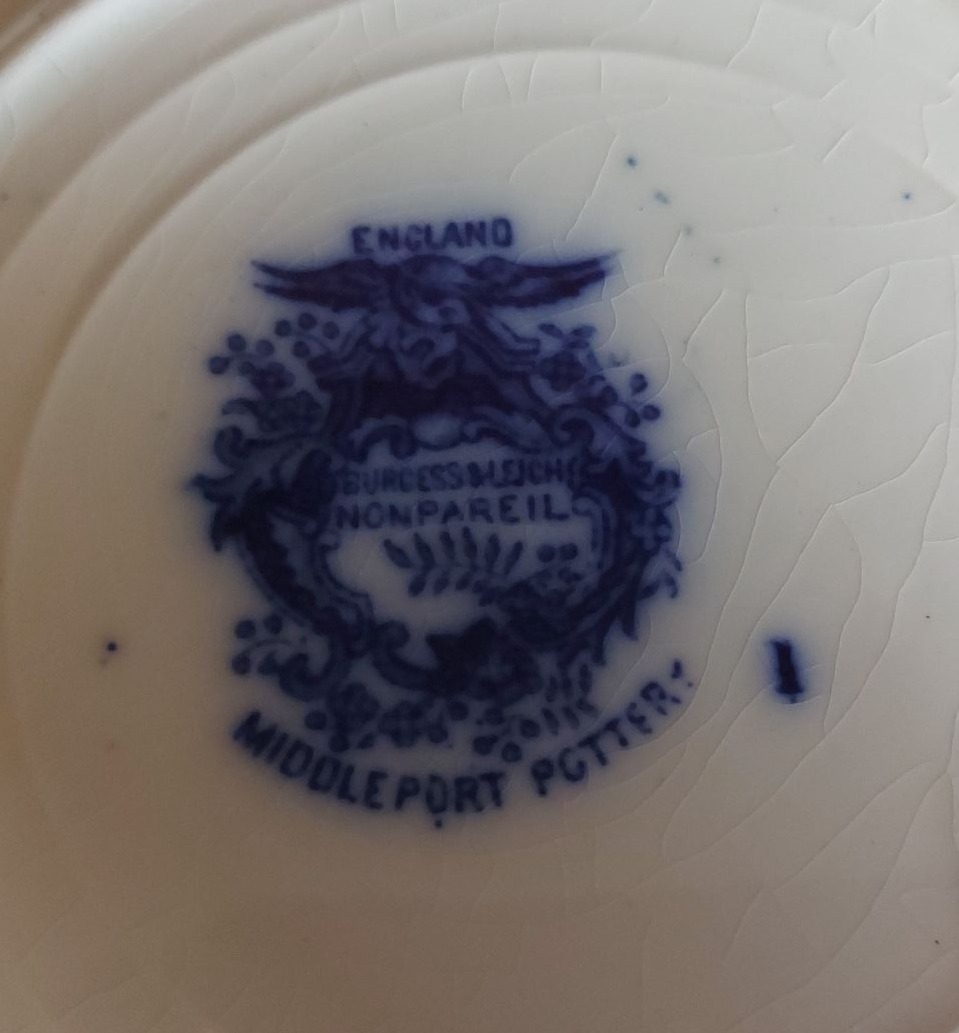 ENGLAND
BURGESS & LEIGH
NONPAREIL
MIDDLEPORT POTTERY